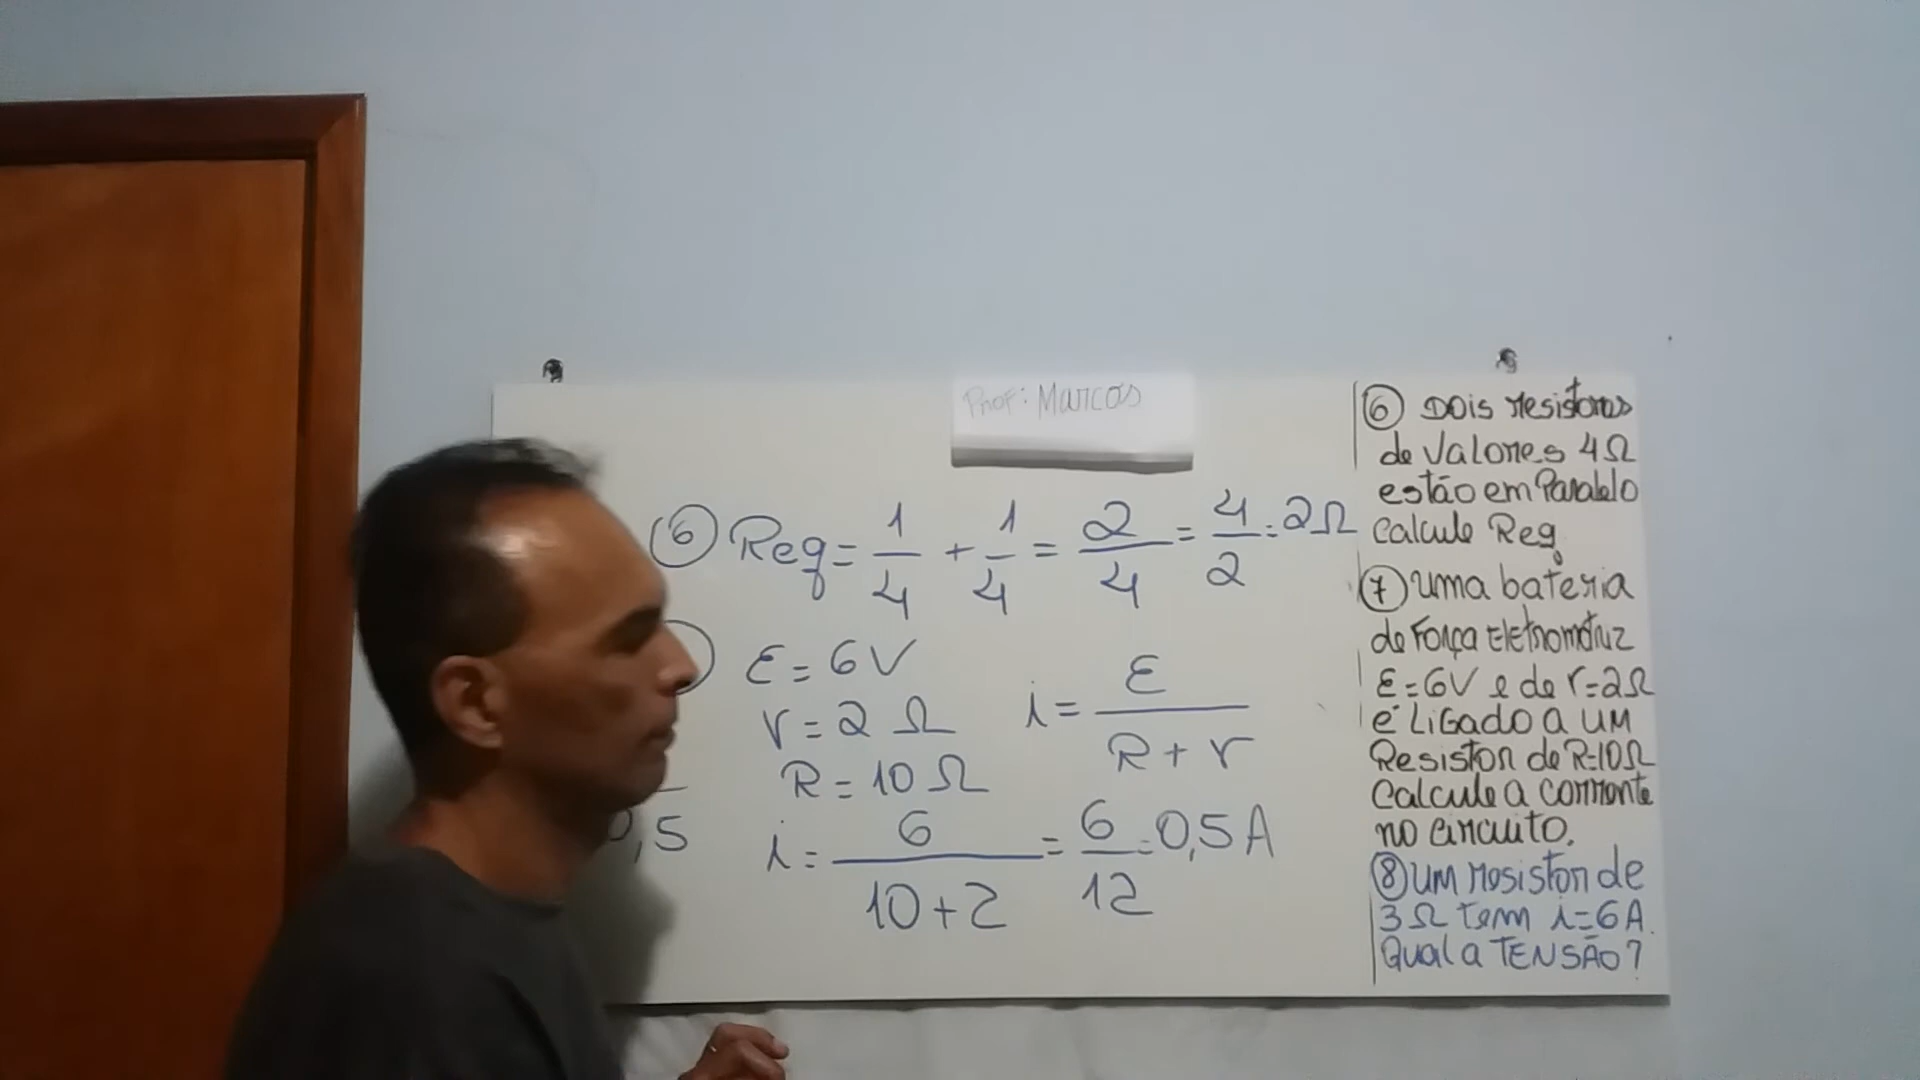 Prof: Marcos
6 Req = 1/4 + 1/4 = 2/4 = 4/2 = 2Ω
ε = 6V
r = 2 Ω
R = 10 Ω
i = ε/(R + r)
0,5
i = 6/(10+2) = 6/12 = 0,5 A
6 Dois resistores
de Valores 4Ω
estão em Paralelo
Calcule Req
7 uma bateria
de Força Eletromotriz
ε=6V e de r=2Ω
é LIGADO A UM
Resistor de R=10Ω
Calcule a corrente
no circuito.
8 UM resistor de
3Ω tem i=6A.
Qual a TENSÃO?